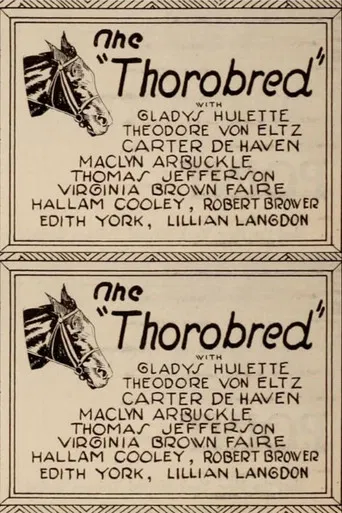 The
"Thorobred"
WITH
GLADYS HULETTE
THEODORE VON ELTZ
CARTER DE HAVEN
MACLYN ARBUCKLE
THOMAS JEFFERSON
VIRGINIA BROWN FAIRE
HALLAM COOLEY, ROBERT BROWER
EDITH YORK, LILLIAN LANGDON
The
"Thorobred"
WITH
GLADYS HULETTE
THEODORE VON ELTZ
CARTER DE HAVEN
MACLYN ARBUCKLE
THOMAS JEFFERSON
VIRGINIA BROWN FAIRE
HALLAM COOLEY, ROBERT BROWER
EDITH YORK, LILLIAN LANGDON